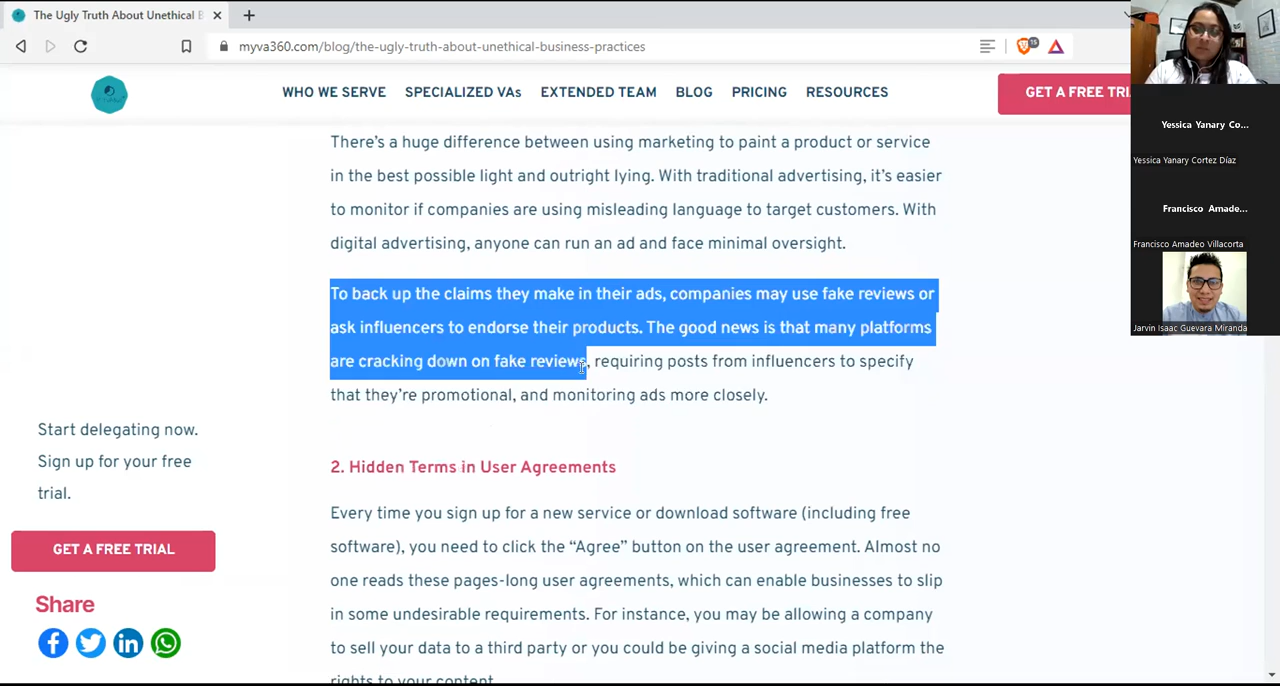 The Ugly Truth About Unethical B
myva360.com/blog/the-ugly-truth-about-unethical-business-practices
15
WHO WE SERVE SPECIALIZED VAs EXTENDED TEAM BLOG PRICING RESOURCES
GET A FREE TRI
There's a huge difference between using marketing to paint a product or service
in the best possible light and outright lying. With traditional advertising, it's easier
to monitor if companies are using misleading language to target customers. With
digital advertising, anyone can run an ad and face minimal oversight.
To back up the claims they make in their ads, companies may use fake reviews or
ask influencers to endorse their products. The good news is that many platforms
are cracking down on fake reviews, requiring posts from influencers to specify
that they're promotional, and monitoring ads more closely.
2. Hidden Terms in User Agreements
Every time you sign up for a new service or download software (including free
software), you need to click the “Agree” button on the user agreement. Almost no
one reads these pages-long user agreements, which can enable businesses to slip
in some undesirable requirements. For instance, you may be allowing a company
to sell your data to a third party or you could be giving a social media platform the
rights to your content.
Start delegating now.
Sign up for your free
trial.
GET A FREE TRIAL
Share
Yessica Yanary Co...
Yessica Yanary Cortez Díaz
Francisco Amade...
Francisco Amadeo Villacorta
Jarvin Isaac Guevara Miranda